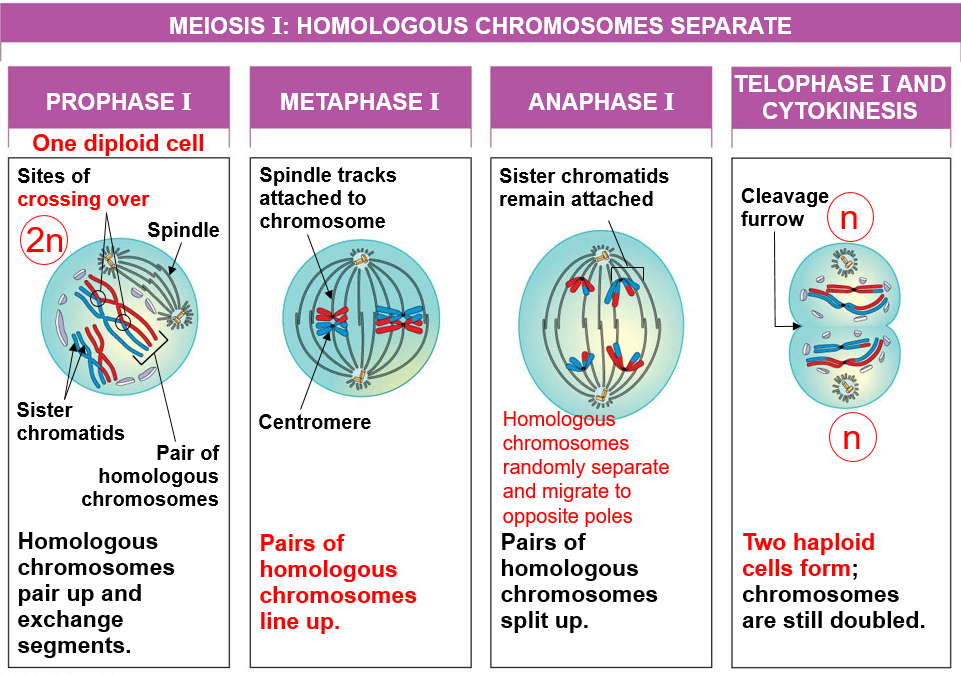 MEIOSIS I: HOMOLOGOUS CHROMOSOMES SEPARATE
PROPHASE I
One diploid cell
Sites of
crossing over
2n
Spindle
Sister
chromatids
Pair of
homologous
chromosomes
Homologous
chromosomes
pair up and
exchange
segments.
METAPHASE I
Spindle tracks
attached to
chromosome
Centromere
Pairs of
homologous
chromosomes
line up.
ANAPHASE I
Sister chromatids
remain attached
Homologous
chromosomes
randomly separate
and migrate to
opposite poles
Pairs of
homologous
chromosomes
split up.
TELOPHASE I AND
CYTOKINESIS
Cleavage
furrow
n
n
Two haploid
cells form;
chromosomes
are still doubled.